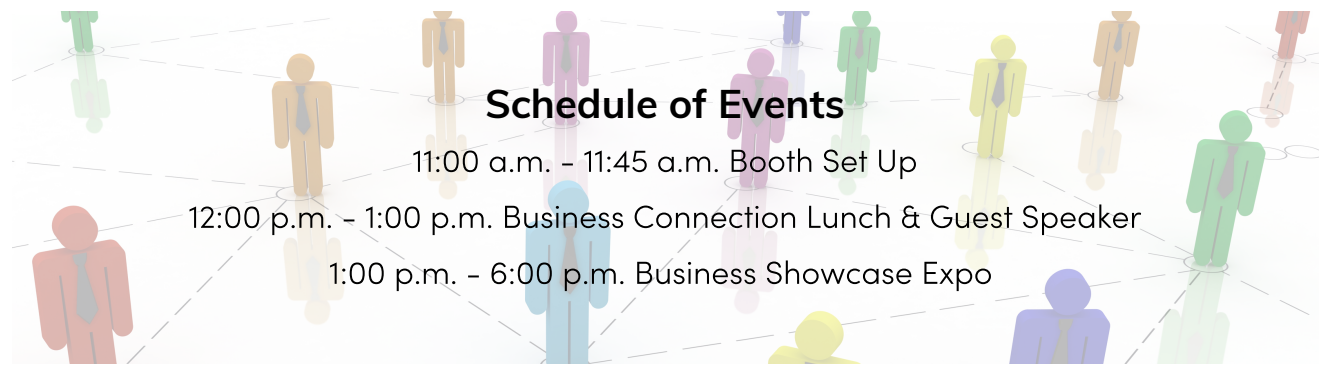 Schedule of Events
11:00 a.m. - 11:45 a.m. Booth Set Up
12:00 p.m. - 1:00 p.m. Business Connection Lunch & Guest Speaker
1:00 p.m. - 6:00 p.m. Business Showcase Expo